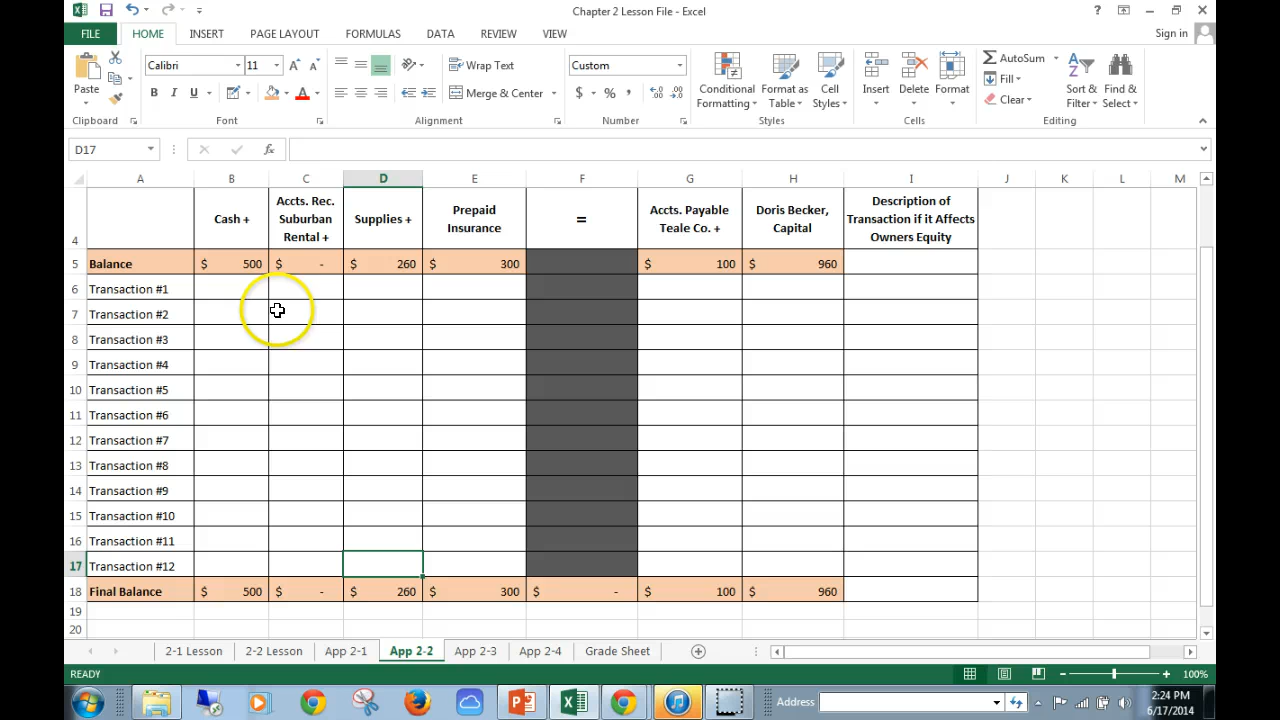 Chapter 2 Lesson File - Excel
?
FILE HOME INSERT PAGE LAYOUT FORMULAS DATA REVIEW VIEW Sign in
Calibri 11 Wrap Text Custom AutoSum
Paste B I U Merge & Center $ % , Conditional Formatting Format as Table Cell Styles Insert Delete Format Fill Clear Sort & Filter Find & Select
Clipboard Font Alignment Number Styles Cells Editing
D17 fx
A B C D E F G H I J K L M
4 Cash + Accts. Rec. Suburban Rental + Supplies + Prepaid Insurance = Accts. Payable Teale Co. + Doris Becker, Capital Description of Transaction if it Affects Owners Equity
5 Balance $ 500 $ - $ 260 $ 300 $ 100 $ 960
6 Transaction #1
7 Transaction #2
8 Transaction #3
9 Transaction #4
10 Transaction #5
11 Transaction #6
12 Transaction #7
13 Transaction #8
14 Transaction #9
15 Transaction #10
16 Transaction #11
17 Transaction #12
18 Final Balance $ 500 $ - $ 260 $ 300 $ - $ 100 $ 960
19
20
2-1 Lesson 2-2 Lesson App 2-1 App 2-2 App 2-3 App 2-4 Grade Sheet
READY 100%
Address 2:24 PM
6/17/2014